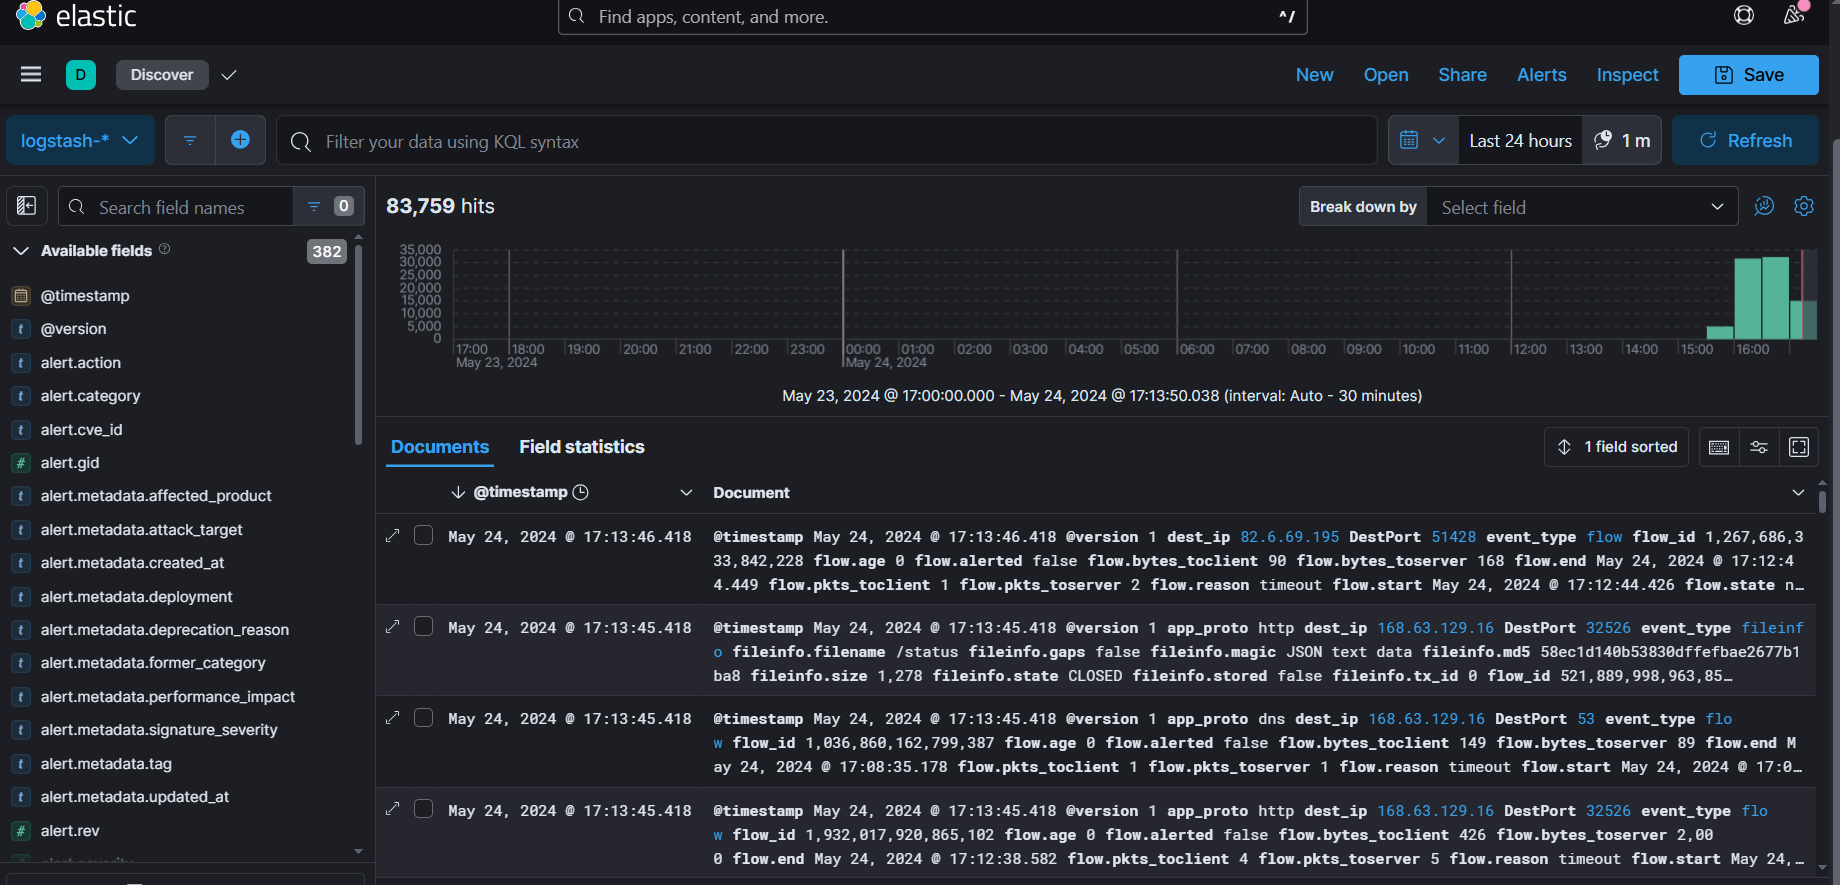 elastic
Find apps, content, and more.
^/
D
Discover
New
Open
Share
Alerts
Inspect
Save
logstash-*
Filter your data using KQL syntax
Last 24 hours
1 m
Refresh
Search field names
0
83,759 hits
Break down by
Select field
Available fields
382
@timestamp
@version
alert.action
alert.category
alert.cve_id
alert.gid
alert.metadata.affected_product
alert.metadata.attack_target
alert.metadata.created_at
alert.metadata.deployment
alert.metadata.deprecation_reason
alert.metadata.former_category
alert.metadata.performance_impact
alert.metadata.signature_severity
alert.metadata.tag
alert.metadata.updated_at
alert.rev
35,000
30,000
25,000
20,000
15,000
10,000
5,000
0
17:00 18:00 19:00 20:00 21:00 22:00 23:00 00:00 01:00 02:00 03:00 04:00 05:00 06:00 07:00 08:00 09:00 10:00 11:00 12:00 13:00 14:00 15:00 16:00
May 23, 2024 May 24, 2024
May 23, 2024 @ 17:00:00.000 - May 24, 2024 @ 17:13:50.038 (interval: Auto - 30 minutes)
Documents
Field statistics
1 field sorted
@timestamp
Document
May 24, 2024 @ 17:13:46.418
@timestamp May 24, 2024 @ 17:13:46.418 @version 1 dest_ip 82.6.69.195 DestPort 51428 event_type flow flow_id 1,267,686,3
33,842,228 flow.age 0 flow.alerted false flow.bytes_toclient 90 flow.bytes_toserver 168 flow.end May 24, 2024 @ 17:12:4
4.449 flow.pkts_toclient 1 flow.pkts_toserver 2 flow.reason timeout flow.start May 24, 2024 @ 17:12:44.426 flow.state n…
May 24, 2024 @ 17:13:45.418
@timestamp May 24, 2024 @ 17:13:45.418 @version 1 app_proto http dest_ip 168.63.129.16 DestPort 32526 event_type fileinf
o fileinfo.filename /status fileinfo.gaps false fileinfo.magic JSON text data fileinfo.md5 58ec1d140b53830dffefbae2677b1
ba8 fileinfo.size 1,278 fileinfo.state CLOSED fileinfo.stored false fileinfo.tx_id 0 flow_id 521,889,998,963,85…
May 24, 2024 @ 17:13:45.418
@timestamp May 24, 2024 @ 17:13:45.418 @version 1 app_proto dns dest_ip 168.63.129.16 DestPort 53 event_type flo
w flow_id 1,036,860,162,799,387 flow.age 0 flow.alerted false flow.bytes_toclient 149 flow.bytes_toserver 89 flow.end M
ay 24, 2024 @ 17:08:35.178 flow.pkts_toclient 1 flow.pkts_toserver 1 flow.reason timeout flow.start May 24, 2024 @ 17:0…
May 24, 2024 @ 17:13:45.418
@timestamp May 24, 2024 @ 17:13:45.418 @version 1 app_proto http dest_ip 168.63.129.16 DestPort 32526 event_type flo
w flow_id 1,932,017,920,865,102 flow.age 0 flow.alerted false flow.bytes_toclient 426 flow.bytes_toserver 2,00
0 flow.end May 24, 2024 @ 17:12:38.582 flow.pkts_toclient 4 flow.pkts_toserver 5 flow.reason timeout flow.start May 24,…